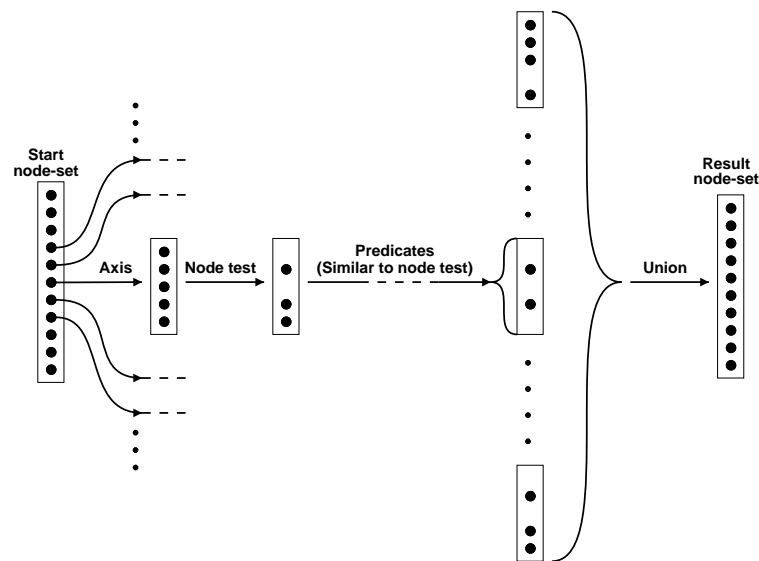 Start
node-set
Axis
Node test
Predicates
(Similar to node test)
Union
Result
node-set